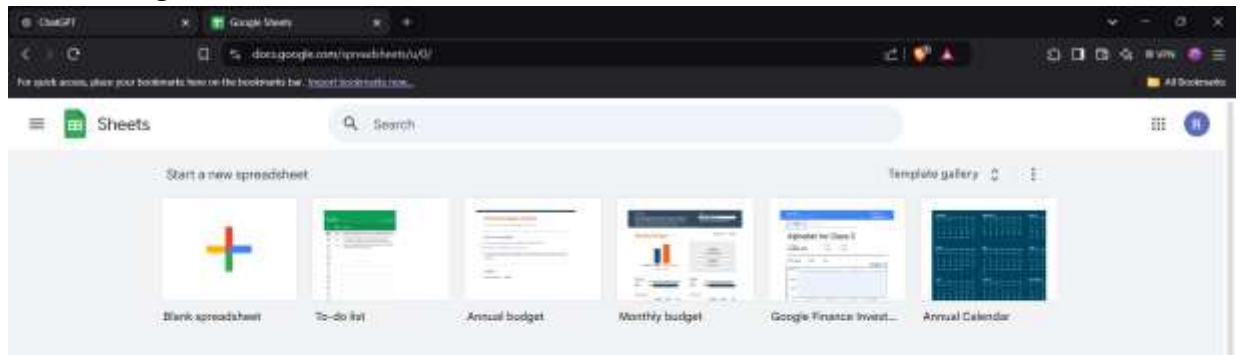 ChatGPT
Google Sheets
docs.google.com/spreadsheets/u/0/
VPN
For quick access, place your bookmarks here on the bookmarks bar. Import bookmarks now...
All Bookmarks
Sheets
Search
Start a new spreadsheet
Template gallery
Blank spreadsheet
To-do list
Annual budget
Monthly budget
Google Finance Invest...
Annual Calendar